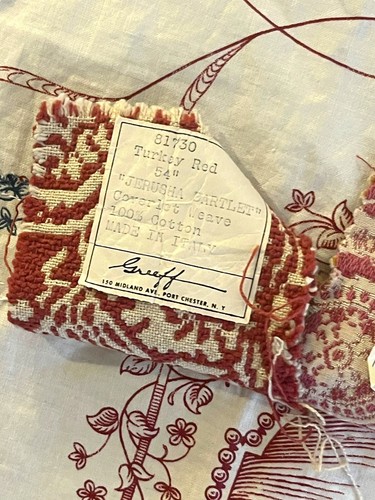 81730
Turkey Red
54"
"JERUSHA BARTLET"
Coverlet Weave
100% Cotton
MADE IN ITALY
Greeff
150 MIDLAND AVE. PORT CHESTER, N. Y.